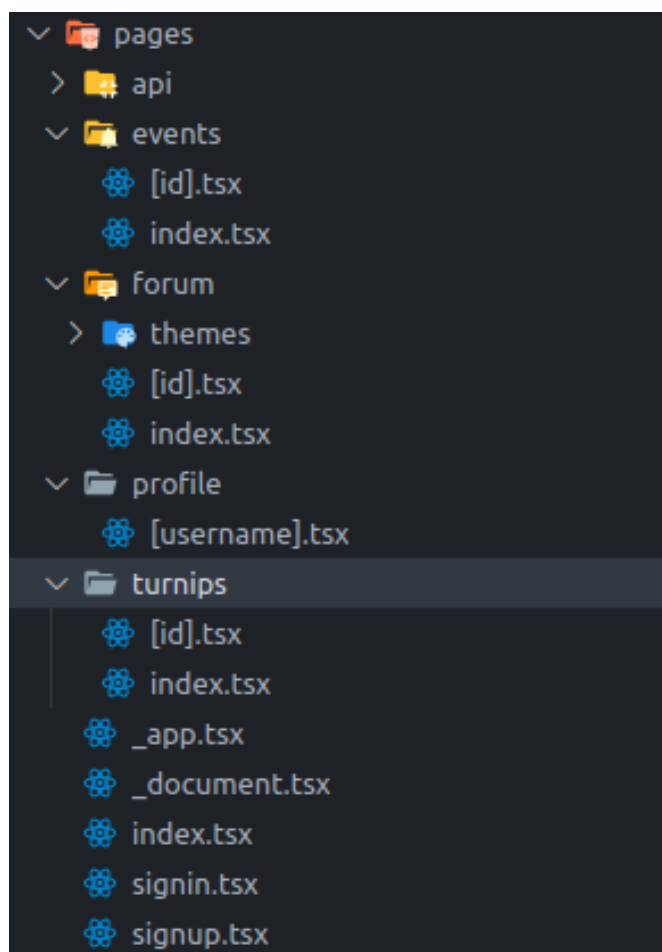 pages
api
events
[id].tsx
index.tsx
forum
themes
[id].tsx
index.tsx
profile
[username].tsx
turnips
[id].tsx
index.tsx
_app.tsx
_document.tsx
index.tsx
signin.tsx
signup.tsx